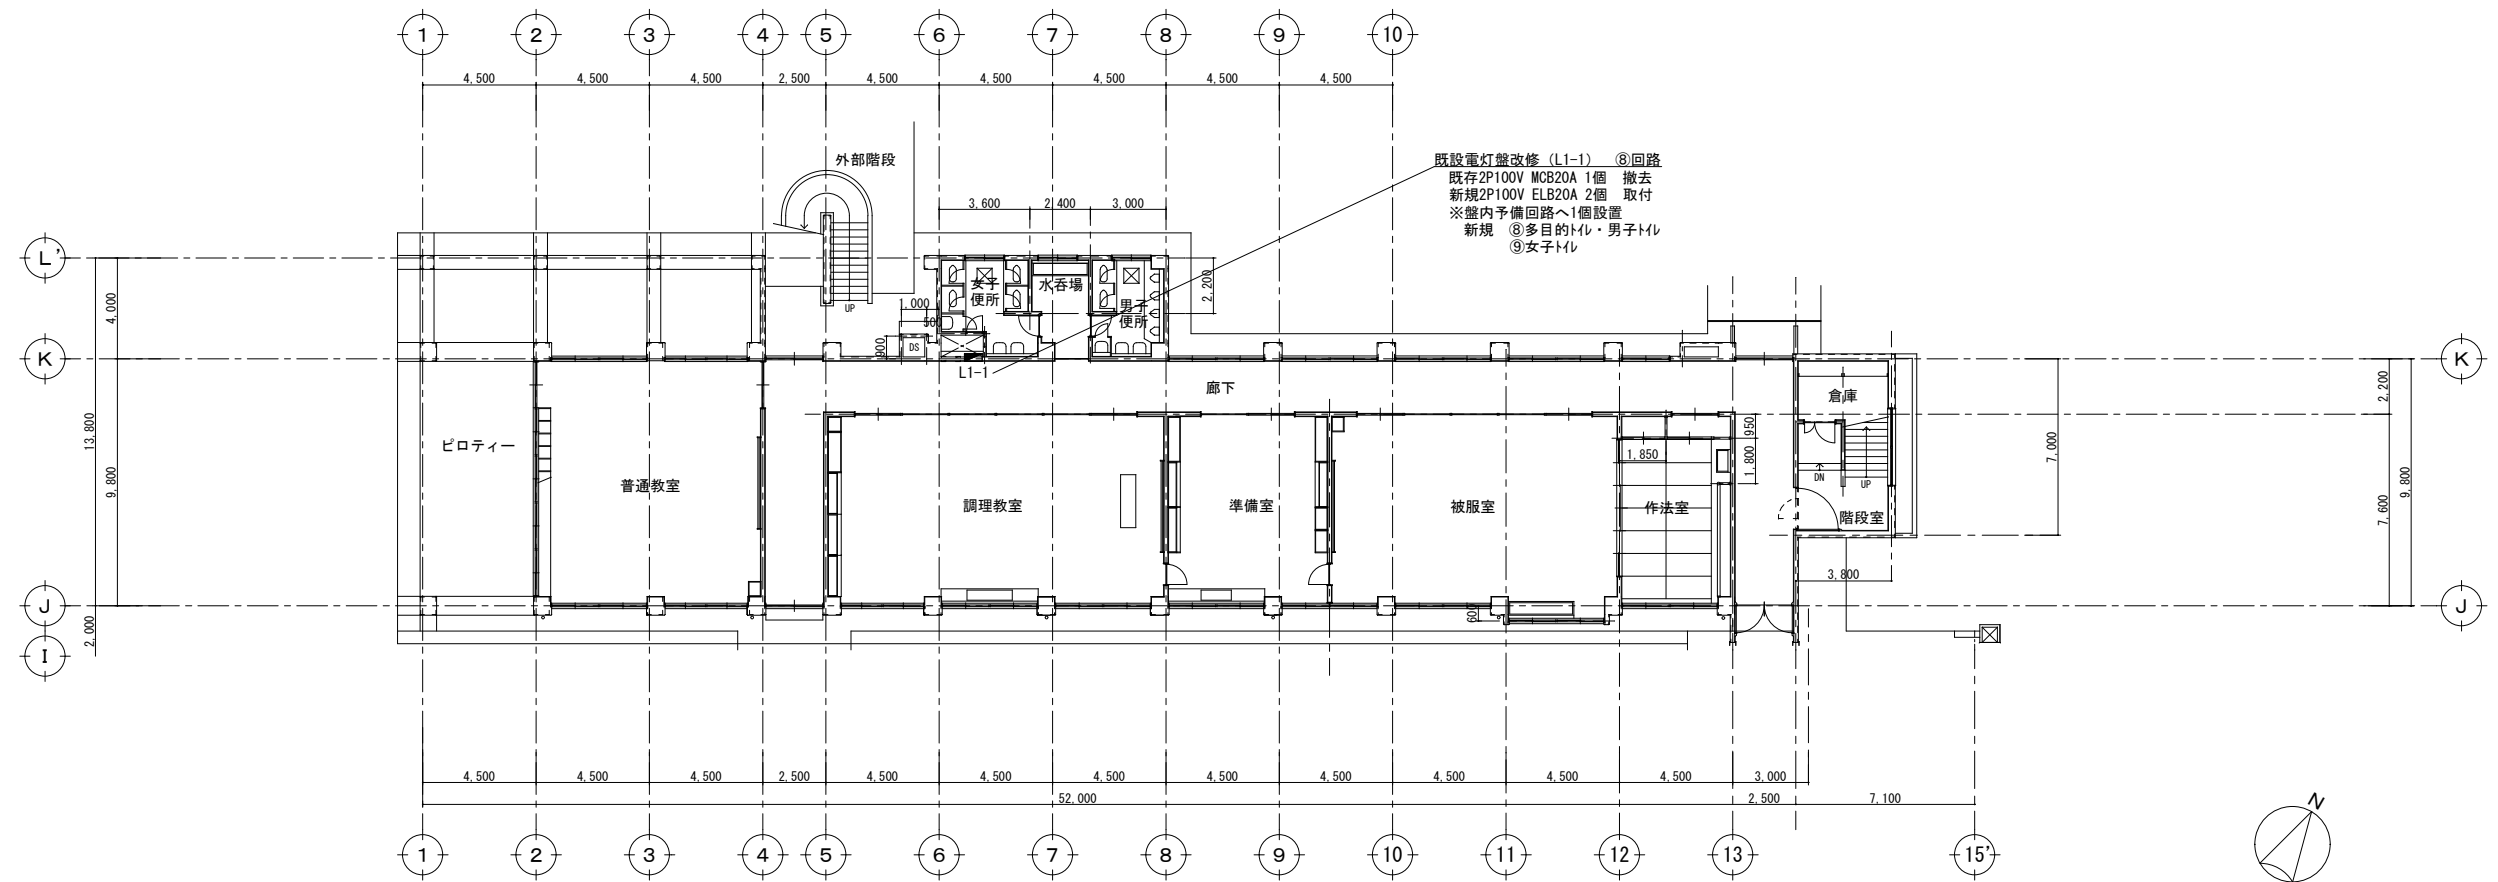 1 2 3 4 5 6 7 8 9 10
4,500 4,500 4,500 2,500 4,500 4,500 4,500 4,500 4,500
外部階段
既設電灯盤改修（L1-1） ⑧回路
既存2P100V MCB20A 1個 撤去
新規2P100V ELB20A 2個 取付
※盤内予備回路へ1個設置
新規 ⑧多目的ﾄｲﾚ・男子ﾄｲﾚ
⑨女子ﾄｲﾚ
3,600 2,400 3,000
L'
女子
便所
水呑場
男子
便所
2,200
4,000
UP
1,000
500
900
DS
K
K
L1-1
廊下
倉庫
2,200
13,800
9,800
ピロティー
普通教室
調理教室
準備室
被服室
作法室
1,850
950
1,800
DN
UP
階段室
7,000
7,600
9,800
3,800
J
J
600
2,000
I
4,500 4,500 4,500 2,500 4,500 4,500 4,500 4,500 4,500 4,500 4,500 4,500 3,000
52,000 2,500 7,100
N
1 2 3 4 5 6 7 8 9 10 11 12 13 15'